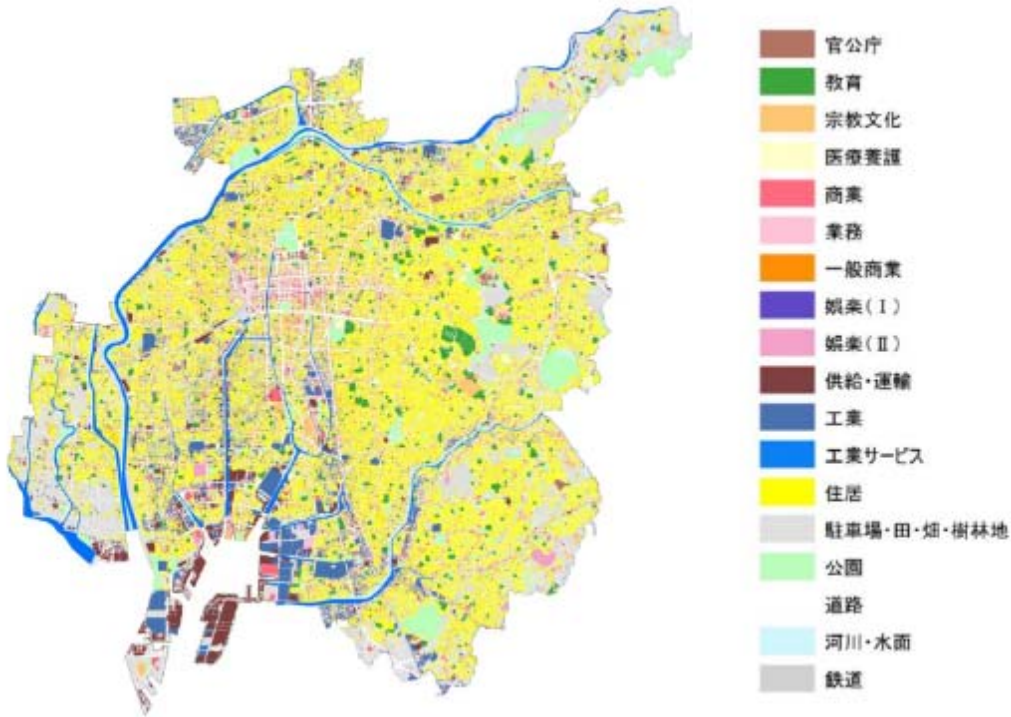 官公庁
教育
宗教文化
医療養護
商業
業務
一般商業
娯楽(Ⅰ)
娯楽(Ⅱ)
供給・運輸
工業
工業サービス
住居
駐車場・田・畑・樹林地
公園
道路
河川・水面
鉄道